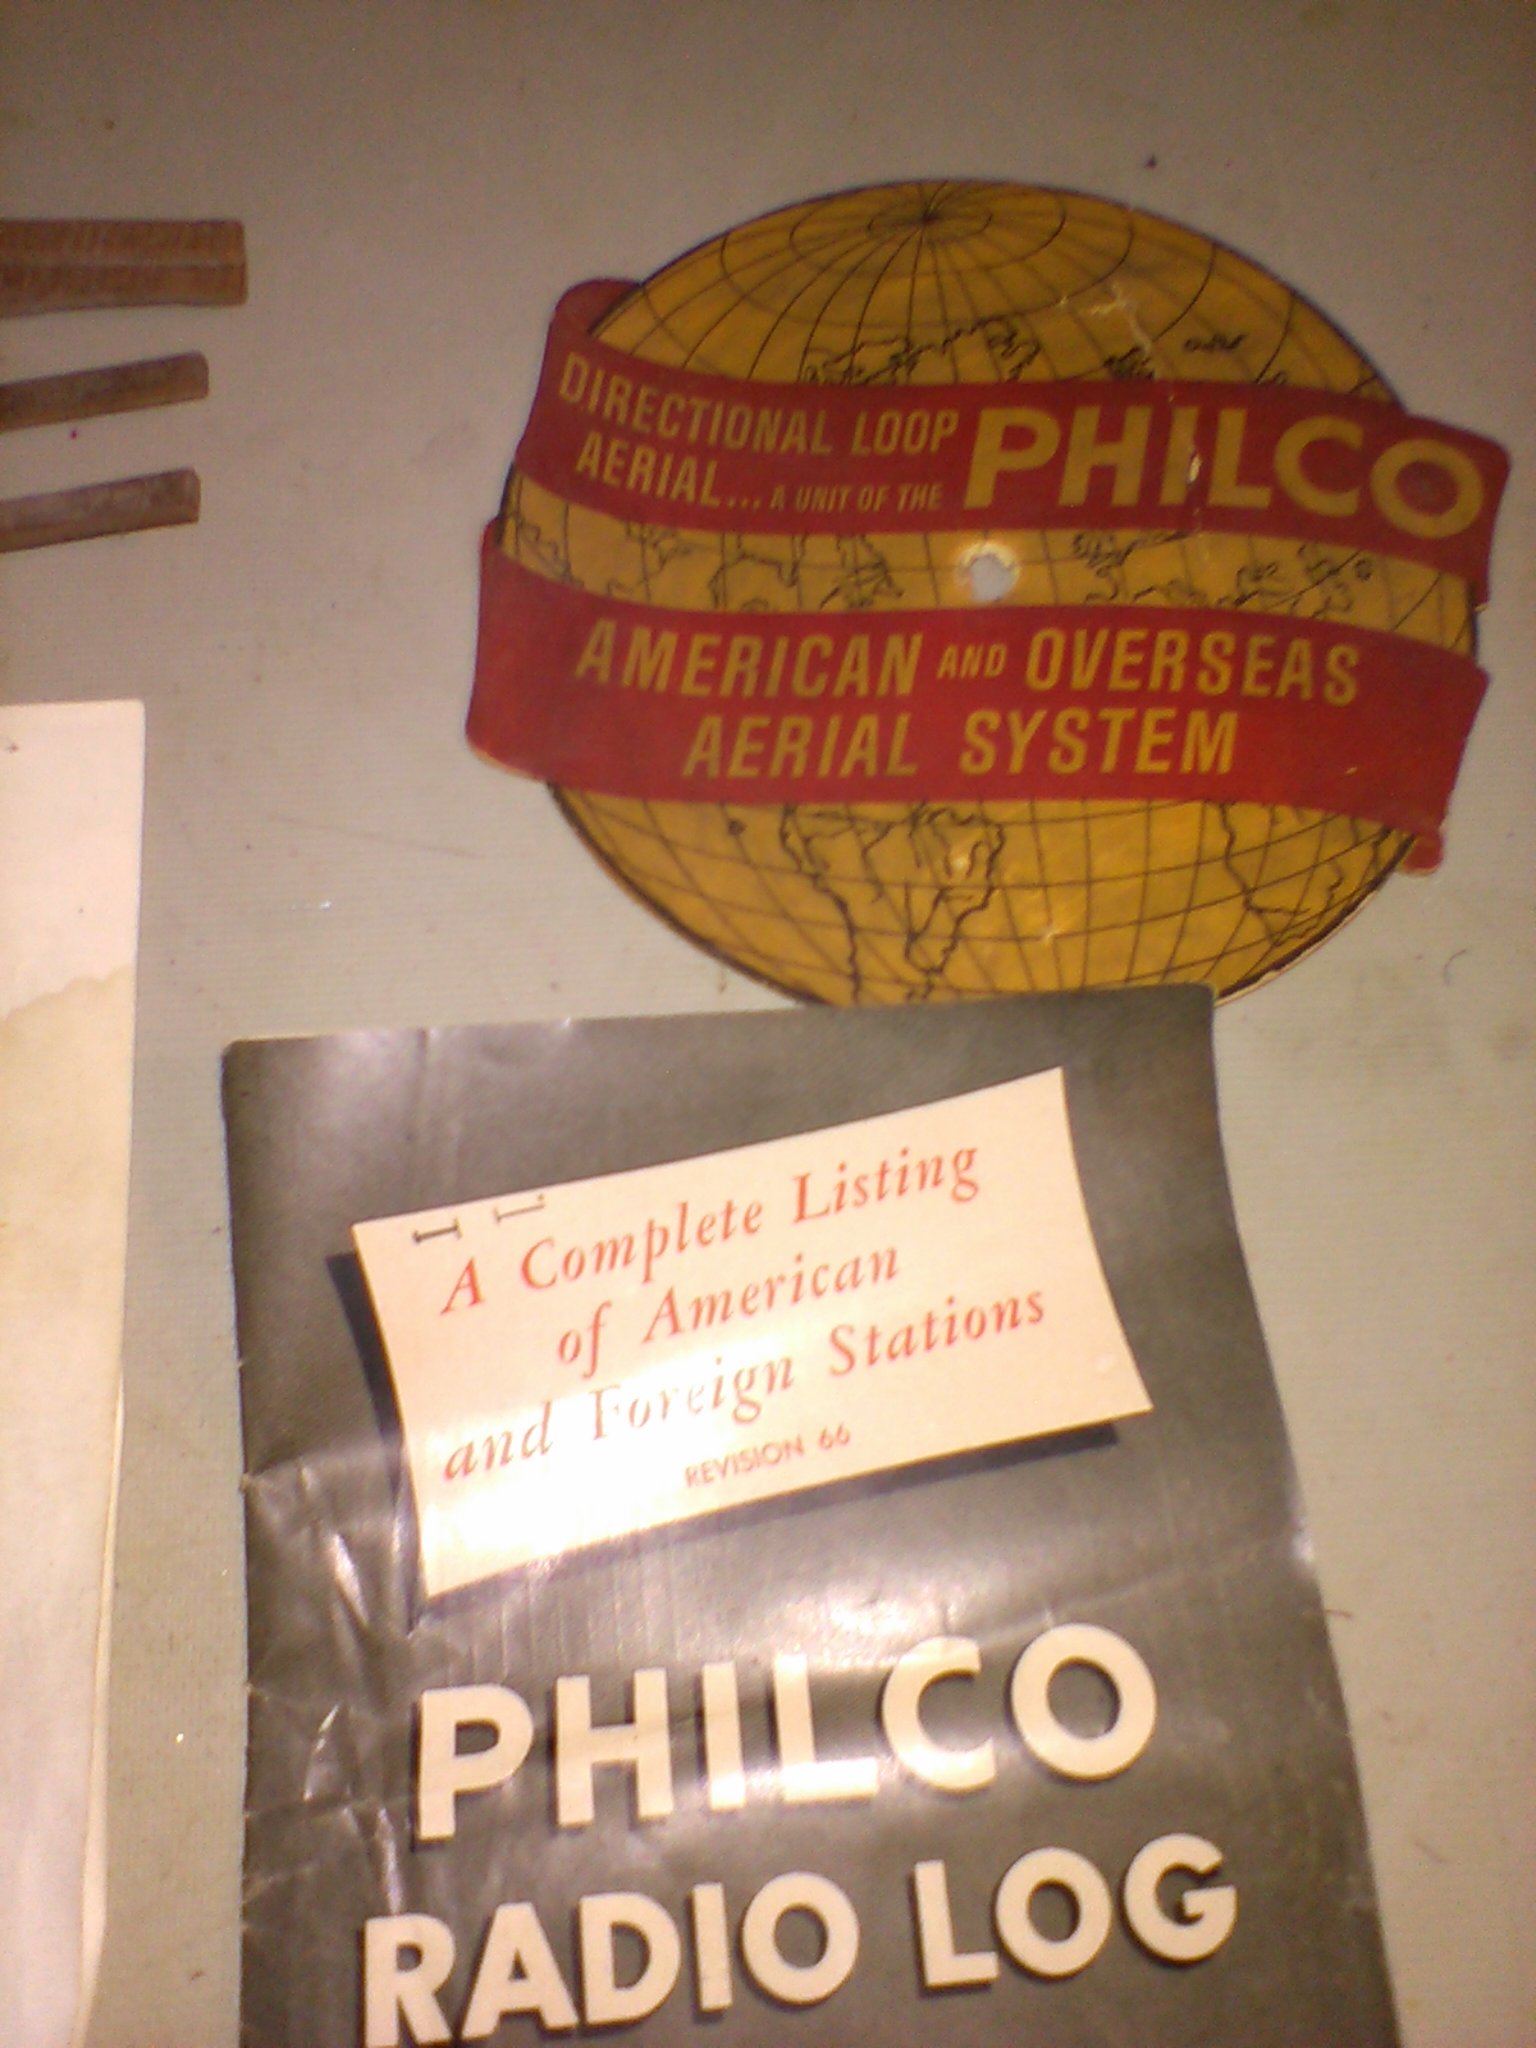 DIRECTIONAL LOOP
AERIAL... A UNIT OF THE PHILCO
AMERICAN AND OVERSEAS
AERIAL SYSTEM
A Complete Listing
of American
and Foreign Stations
REVISION 66
PHILCO
RADIO LOG